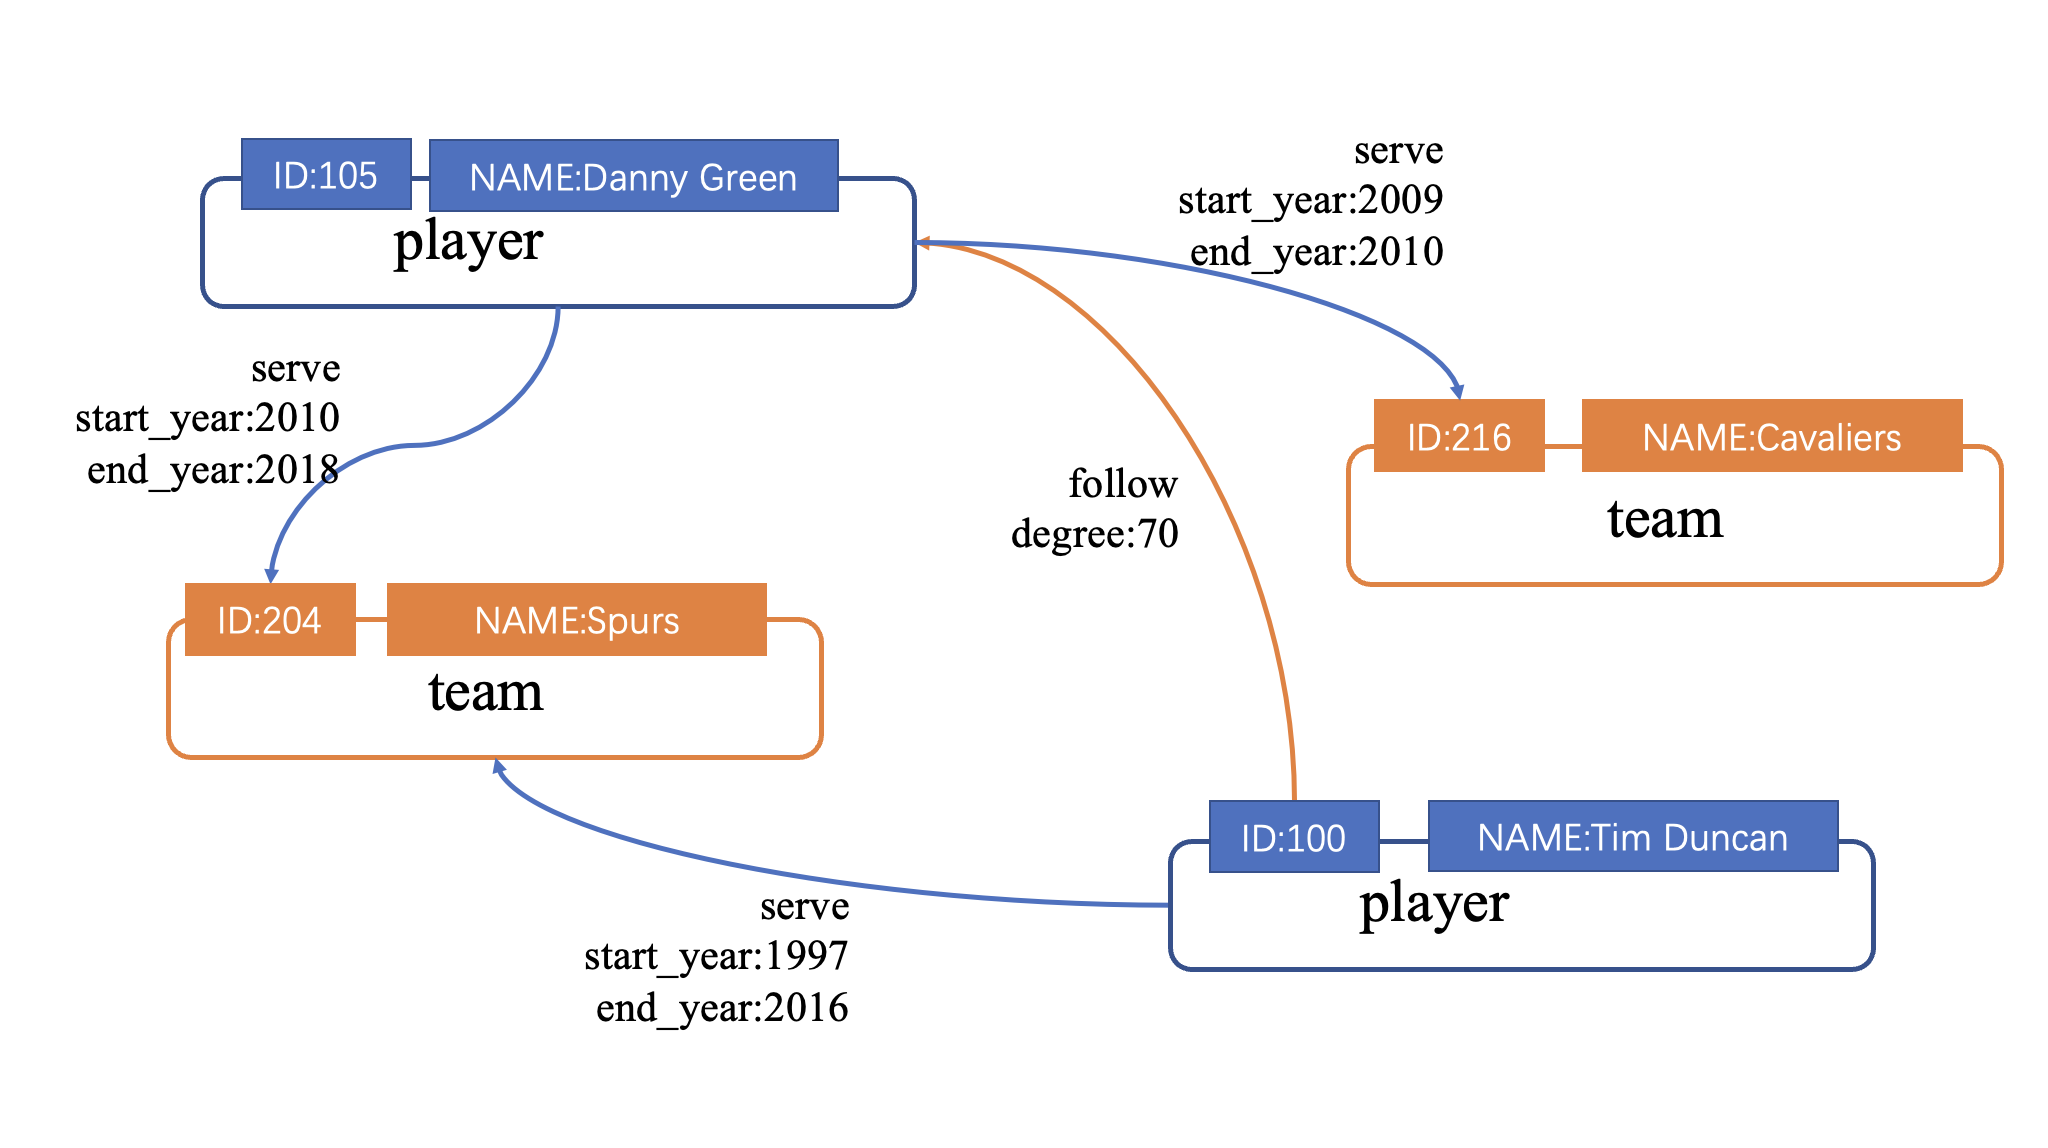 ID:105
NAME:Danny Green
player
serve
start_year:2009
end_year:2010
serve
start_year:2010
end_year:2018
follow
degree:70
ID:216
NAME:Cavaliers
team
ID:204
NAME:Spurs
team
ID:100
NAME:Tim Duncan
player
serve
start_year:1997
end_year:2016